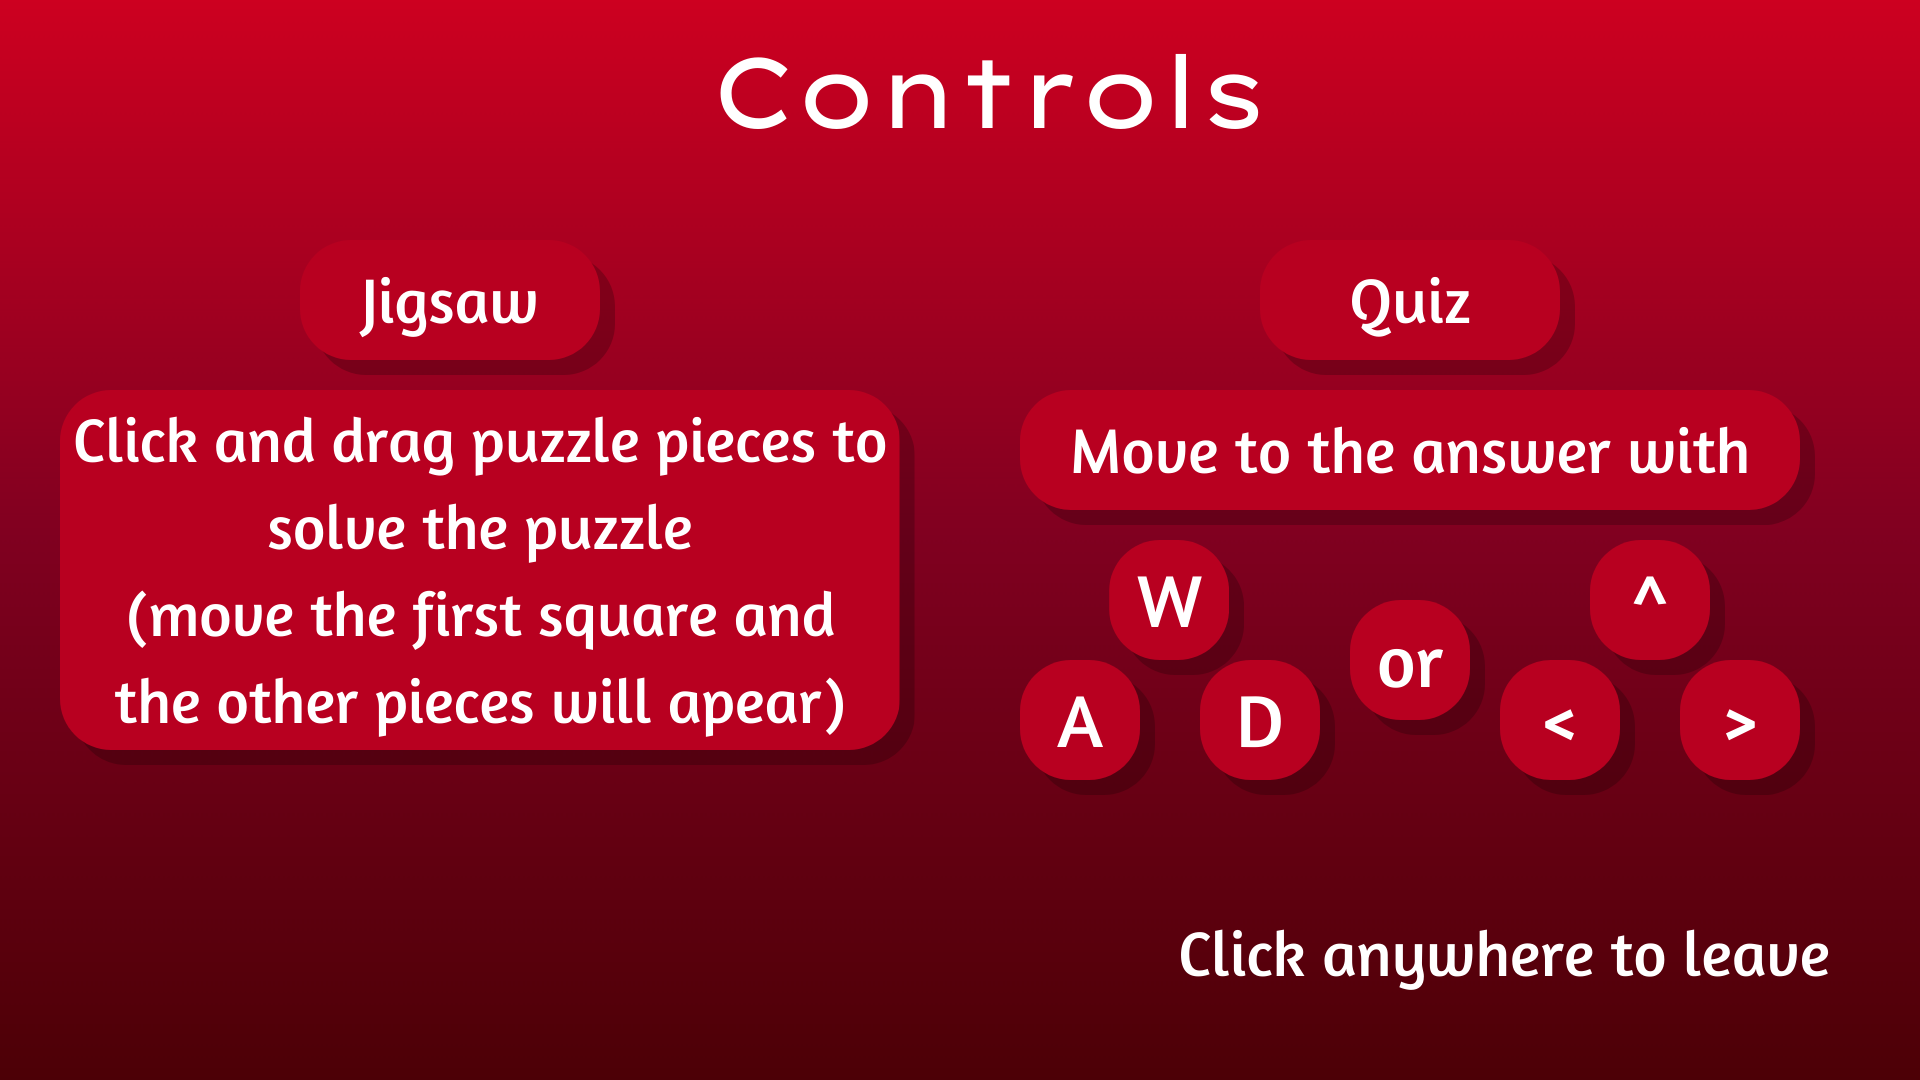 Controls
Jigsaw
Click and drag puzzle pieces to
solve the puzzle
(move the first square and
the other pieces will apear)
Quiz
Move to the answer with
W
A D
or
^
< >
Click anywhere to leave